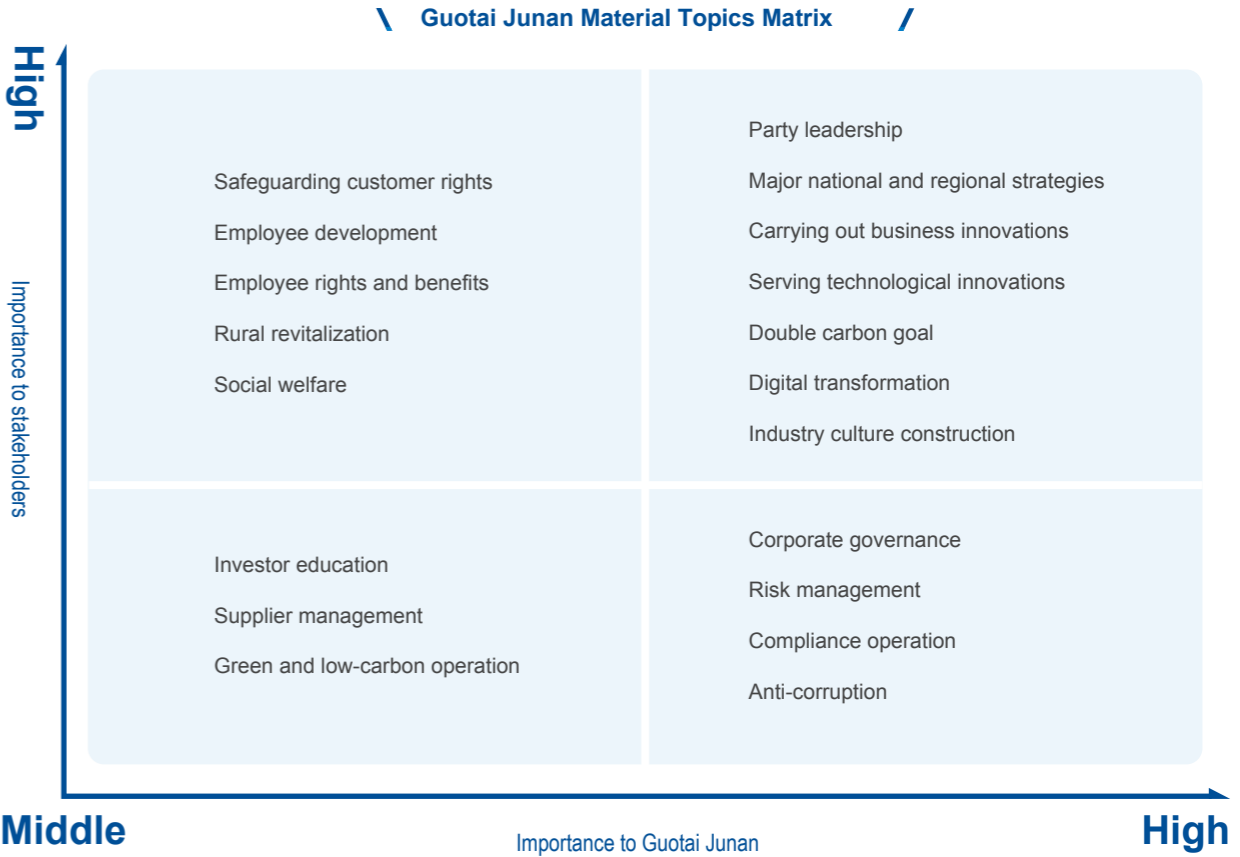 Guotai Junan Material Topics Matrix
High
Importance to stakeholders
Safeguarding customer rights
Employee development
Employee rights and benefits
Rural revitalization
Social welfare
Party leadership
Major national and regional strategies
Carrying out business innovations
Serving technological innovations
Double carbon goal
Digital transformation
Industry culture construction
Investor education
Supplier management
Green and low-carbon operation
Corporate governance
Risk management
Compliance operation
Anti-corruption
Middle
Importance to Guotai Junan
High